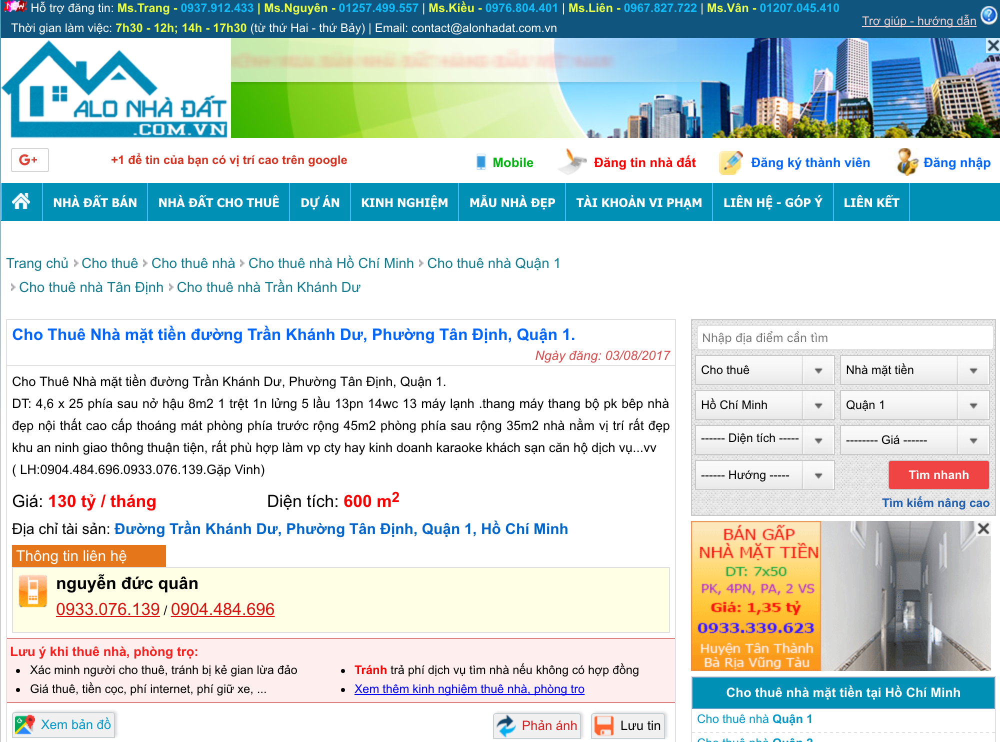 Hỗ trợ đăng tin: Ms.Trang - 0937.912.433 | Ms.Nguyên - 01257.499.557 | Ms.Kiều - 0976.804.401 | Ms.Liên - 0967.827.722 | Ms.Vân - 01207.045.410
Thời gian làm việc: 7h30 - 12h; 14h - 17h30 (từ thứ Hai - thứ Bảy) | Email: contact@alonhadat.com.vn
Trợ giúp - hướng dẫn
ALO NHÀ ĐẤT
.COM.VN
G+
+1 để tin của bạn có vị trí cao trên google
Mobile
Đăng tin nhà đất
Đăng ký thành viên
Đăng nhập
NHÀ ĐẤT BÁN
NHÀ ĐẤT CHO THUÊ
DỰ ÁN
KINH NGHIỆM
MẪU NHÀ ĐẸP
TÀI KHOẢN VI PHẠM
LIÊN HỆ - GÓP Ý
LIÊN KẾT
Trang chủ Cho thuê Cho thuê nhà Cho thuê nhà Hồ Chí Minh Cho thuê nhà Quận 1
Cho thuê nhà Tân Định Cho thuê nhà Trần Khánh Dư
Cho Thuê Nhà mặt tiền đường Trần Khánh Dư, Phường Tân Định, Quận 1.
Ngày đăng: 03/08/2017
Cho Thuê Nhà mặt tiền đường Trần Khánh Dư, Phường Tân Định, Quận 1.
DT: 4,6 x 25 phía sau nở hậu 8m2 1 trệt 1n lửng 5 lầu 13pn 14wc 13 máy lạnh .thang máy thang bộ pk bêp nhà
đẹp nội thất cao cấp thoáng mát phòng phía trước rộng 45m2 phòng phía sau rộng 35m2 nhà nằm vị trí rất đẹp
khu an ninh giao thông thuận tiện, rất phù hợp làm vp cty hay kinh doanh karaoke khách sạn căn hộ dịch vụ...vv
( LH:0904.484.696.0933.076.139.Gặp Vinh)
Giá: 130 tỷ / tháng
Diện tích: 600 m2
Địa chỉ tài sản: Đường Trần Khánh Dư, Phường Tân Định, Quận 1, Hồ Chí Minh
Thông tin liên hệ
nguyễn đức quân
0933.076.139 / 0904.484.696
Lưu ý khi thuê nhà, phòng trọ:
Xác minh người cho thuê, tránh bị kẻ gian lừa đảo
Giá thuê, tiền cọc, phí internet, phí giữ xe, ...
Tránh trả phí dịch vụ tìm nhà nếu không có hợp đồng
Xem thêm kinh nghiệm thuê nhà, phòng trọ
Xem bản đồ
Phản ánh
Lưu tin
Nhập địa điểm cần tìm
Cho thuê
Nhà mặt tiền
Hồ Chí Minh
Quận 1
------ Diện tích -----
-------- Giá ------
------ Hướng -----
Tìm nhanh
Tìm kiếm nâng cao
BÁN GẤP
NHÀ MẶT TIỀN
DT: 7x50
PK, 4PN, PA, 2 VS
Giá: 1,35 tỷ
0933.339.623
Huyện Tân Thành
Bà Rịa Vũng Tàu
Cho thuê nhà mặt tiền tại Hồ Chí Minh
Cho thuê nhà Quận 1
Cho thuê nhà Quận 2